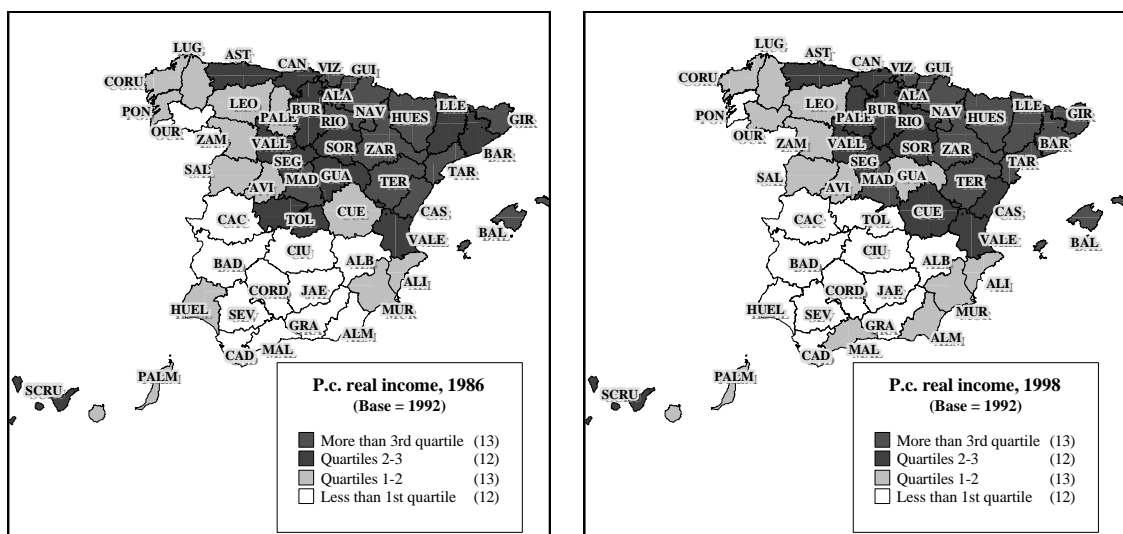 LUG AST CAN VIZ GUI
CORU LEO BUR ALA NAV HUES LLE GIR
PON OUR PALE RIO
ZAM VALL SOR ZAR BAR
SAL AVI SEG MAD GUA TER TAR
CAC TOL CUE CAS BAL
BAD CIU ALB VALE
HUEL CORD JAE ALI
SEV GRA ALM MUR
CAD MAL
SCRU PALM
P.c. real income, 1986
(Base = 1992)
More than 3rd quartile (13)
Quartiles 2-3 (12)
Quartiles 1-2 (13)
Less than 1st quartile (12)
LUG AST CAN VIZ GUI
CORU LEO BUR ALA NAV HUES LLE GIR
PON OUR PALE RIO
ZAM VALL SOR ZAR BAR
SAL AVI SEG MAD GUA TER TAR
CAC TOL CUE CAS BAL
BAD CIU ALB VALE
HUEL CORD JAE ALI
SEV GRA ALM MUR
CAD MAL
SCRU PALM
P.c. real income, 1998
(Base = 1992)
More than 3rd quartile (13)
Quartiles 2-3 (12)
Quartiles 1-2 (13)
Less than 1st quartile (12)